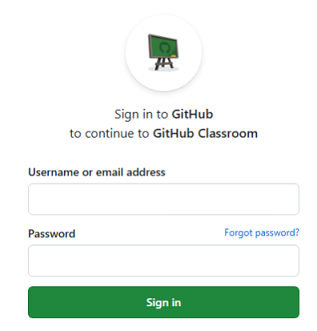 Sign in to GitHub
to continue to GitHub Classroom
Username or email address
Password
Forgot password?
Sign in